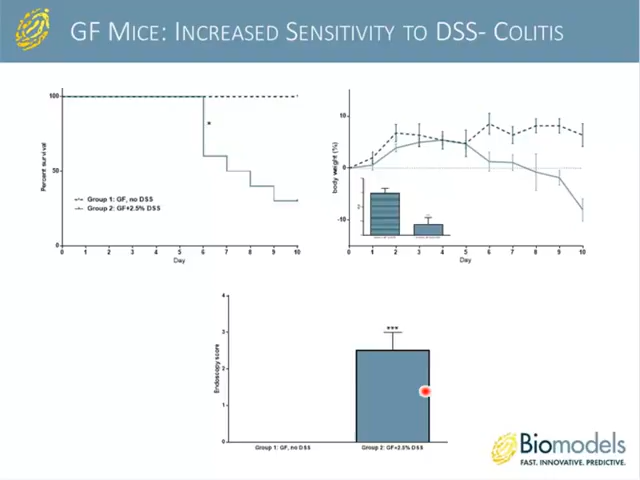 GF MICE: INCREASED SENSITIVITY TO DSS- COLITIS
100
50
0
Percent survival
*
Group 1: GF, no DSS
Group 2: GF+2.5% DSS
0 1 2 3 4 5 6 7 8 9 10
Day
10
0
-10
body weight (%)
0 1 2 3 4 5 6 7 8 9 10
Day
4
3
2
1
0
Endoscopy score
***
Group 1: GF, no DSS
Group 2: GF+2.5% DSS
Biomodels
FAST. INNOVATIVE. PREDICTIVE.